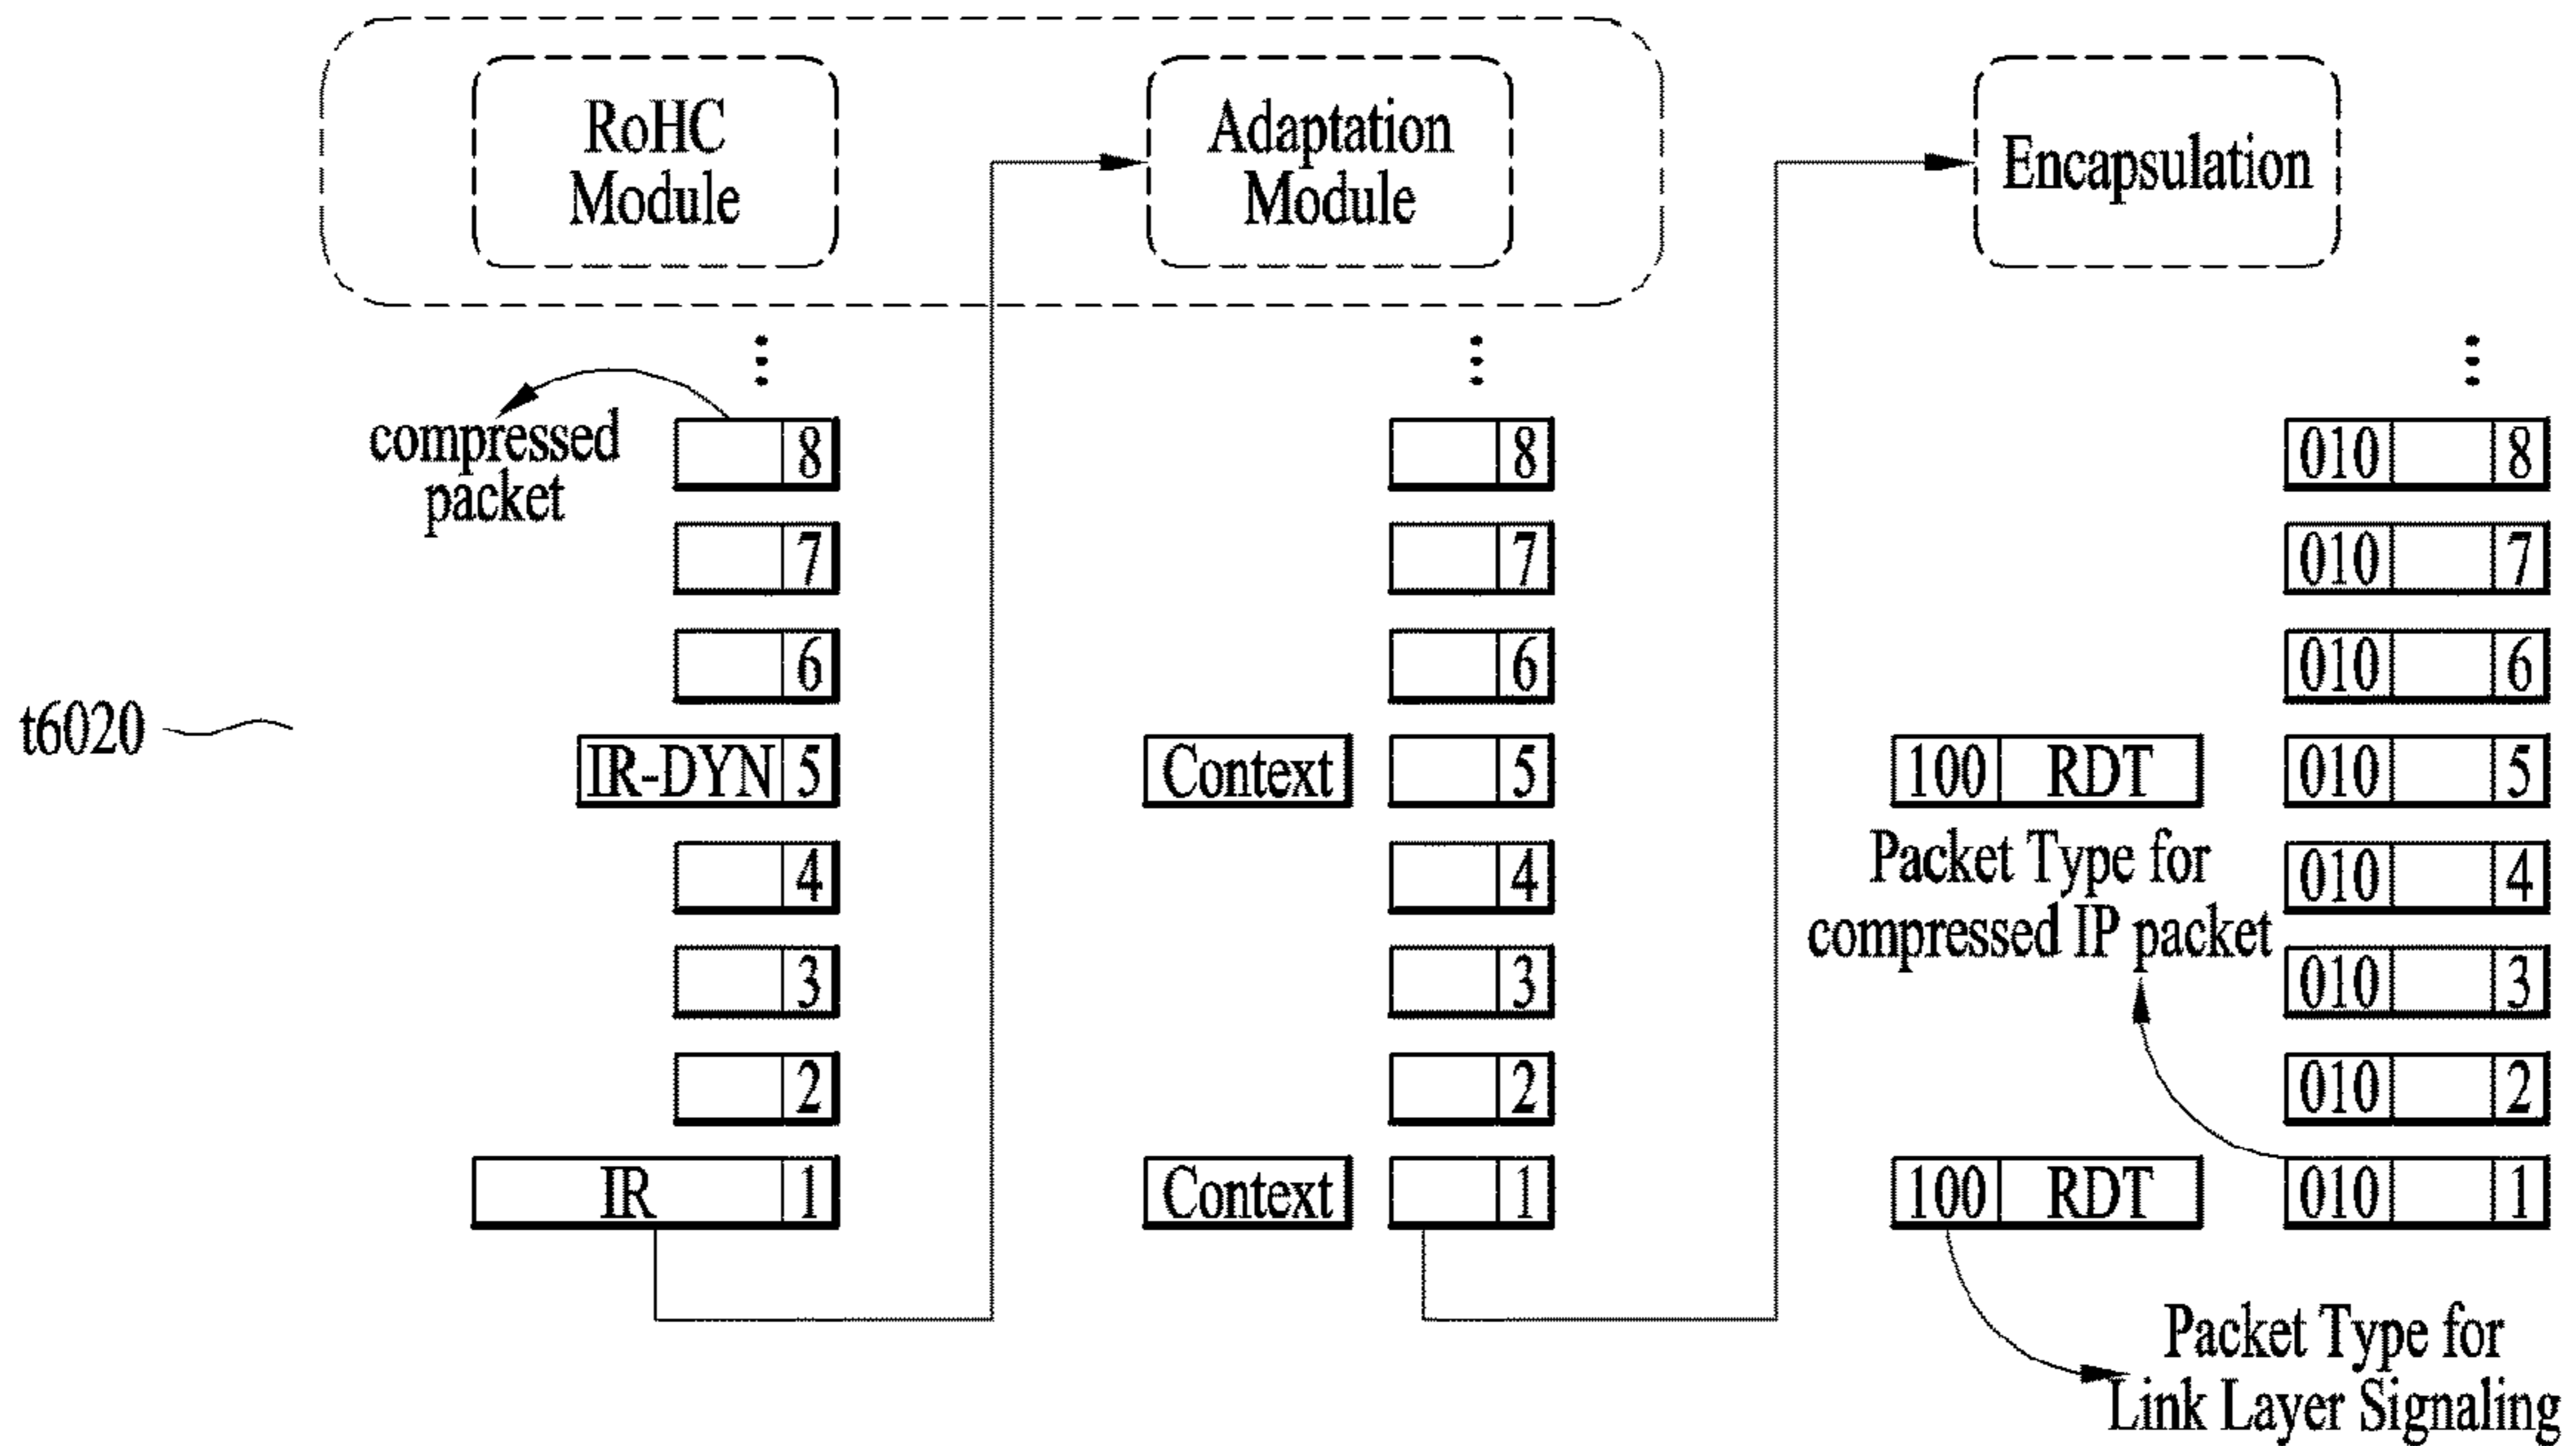 RoHC
Module
Adaptation
Module
Encapsulation
compressed
packet
8
8
010 8
7
7
010 7
6
6
010 6
t6020
IR-DYN 5
Context
5
100 RDT
010 5
4
4
Packet Type for
compressed IP packet
010 4
3
3
010 3
2
2
010 2
IR 1
Context
1
100 RDT
010 1
Packet Type for
Link Layer Signaling